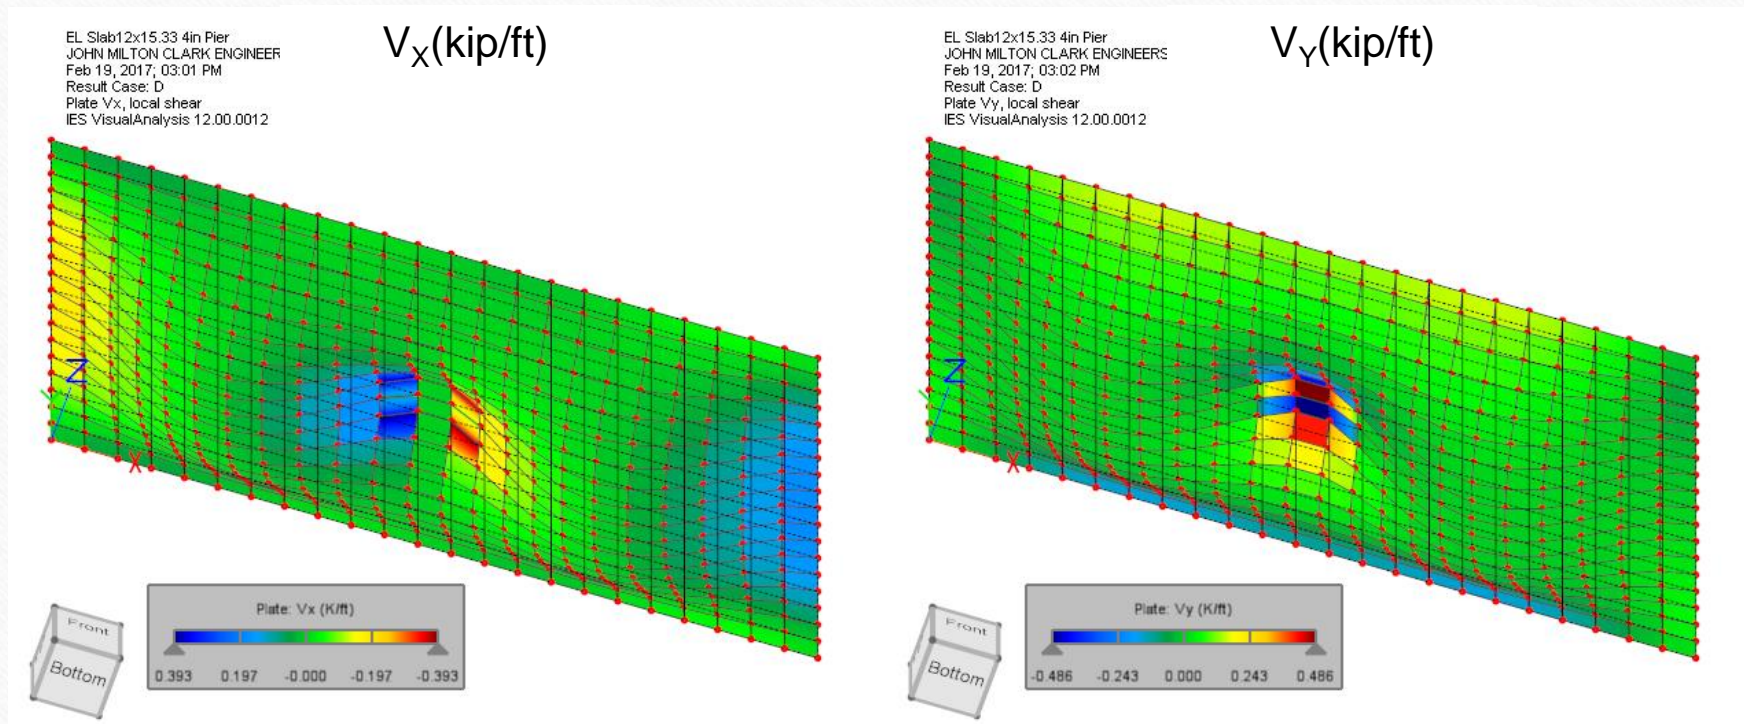 EL Slab12x15.33 4in Pier
JOHN MILTON CLARK ENGINEER
Feb 19, 2017; 03:01 PM
Result Case: D
Plate Vx, local shear
IES VisualAnalysis 12.00.0012
VX(kip/ft)
Z
X
Plate: Vx (K/ft)
0.393 0.197 -0.000 -0.197 -0.393
Front
Bottom
EL Slab12x15.33 4in Pier
JOHN MILTON CLARK ENGINEERS
Feb 19, 2017; 03:02 PM
Result Case: D
Plate Vy, local shear
IES VisualAnalysis 12.00.0012
VY(kip/ft)
Z
X
Plate: Vy (K/ft)
-0.486 -0.243 0.000 0.243 0.486
Front
Bottom